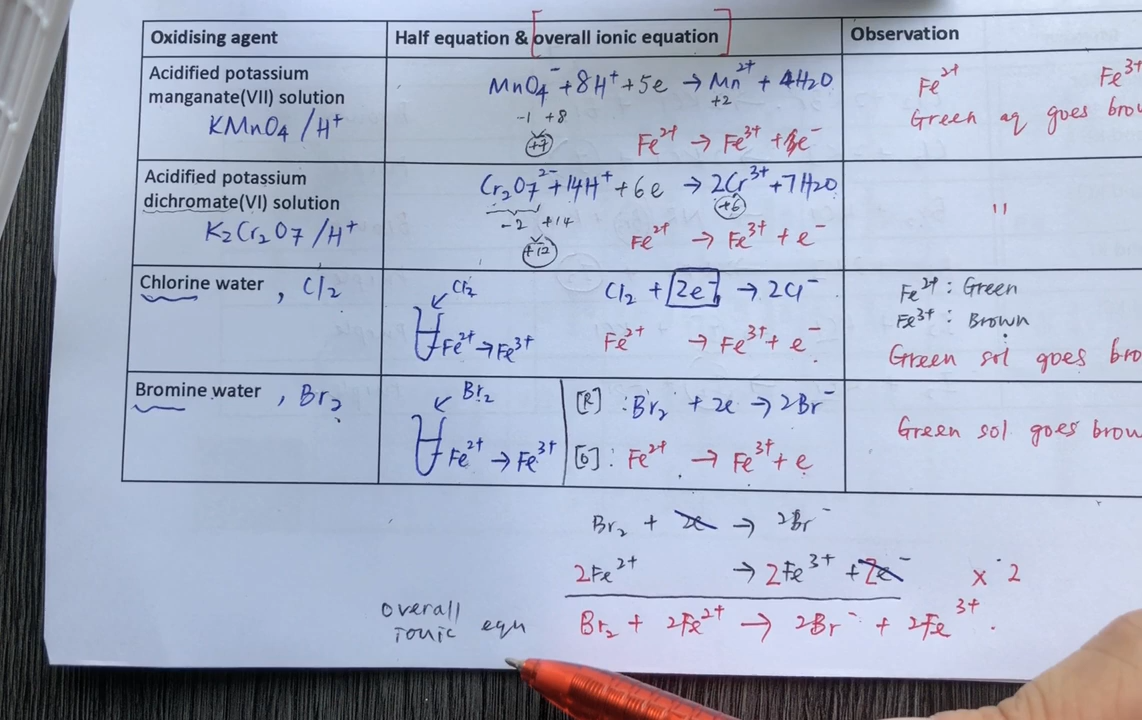 Oxidising agent
Half equation & [overall ionic equation]
Observation
Acidified potassium
manganate(VII) solution
KMnO4 / H⁺
MnO4⁻ + 8H⁺ + 5e → Mn²⁺ + 4H2O
-1 +8 +2
+7
Fe²⁺ → Fe³⁺ + e⁻
Fe²⁺ Fe³⁺
Green aq goes brow
Acidified potassium
dichromate(VI) solution
K2Cr2O7 / H⁺
Cr2O7²⁻ + 14H⁺ + 6e → 2Cr³⁺ + 7H2O
-2 +14 +6
+12
Fe²⁺ → Fe³⁺ + e⁻
"
Chlorine water , Cl2
Cl2
Fe²⁺ → Fe³⁺
Cl2 + 2e⁻ → 2Cl⁻
Fe²⁺ → Fe³⁺ + e⁻.
Fe²⁺ : Green
Fe³⁺ : Brown
Green sol goes bro
Bromine water , Br2
Br2
Fe²⁺ → Fe³⁺
[R] : Br2 + 2e → 2Br⁻
[O] : Fe²⁺ → Fe³⁺ + e
Green sol goes brow
Br2 + 2e → 2Br⁻
2Fe²⁺ → 2Fe³⁺ + 2e⁻ x 2
overall
ionic eqn
Br2 + 2Fe²⁺ → 2Br⁻ + 2Fe³⁺.